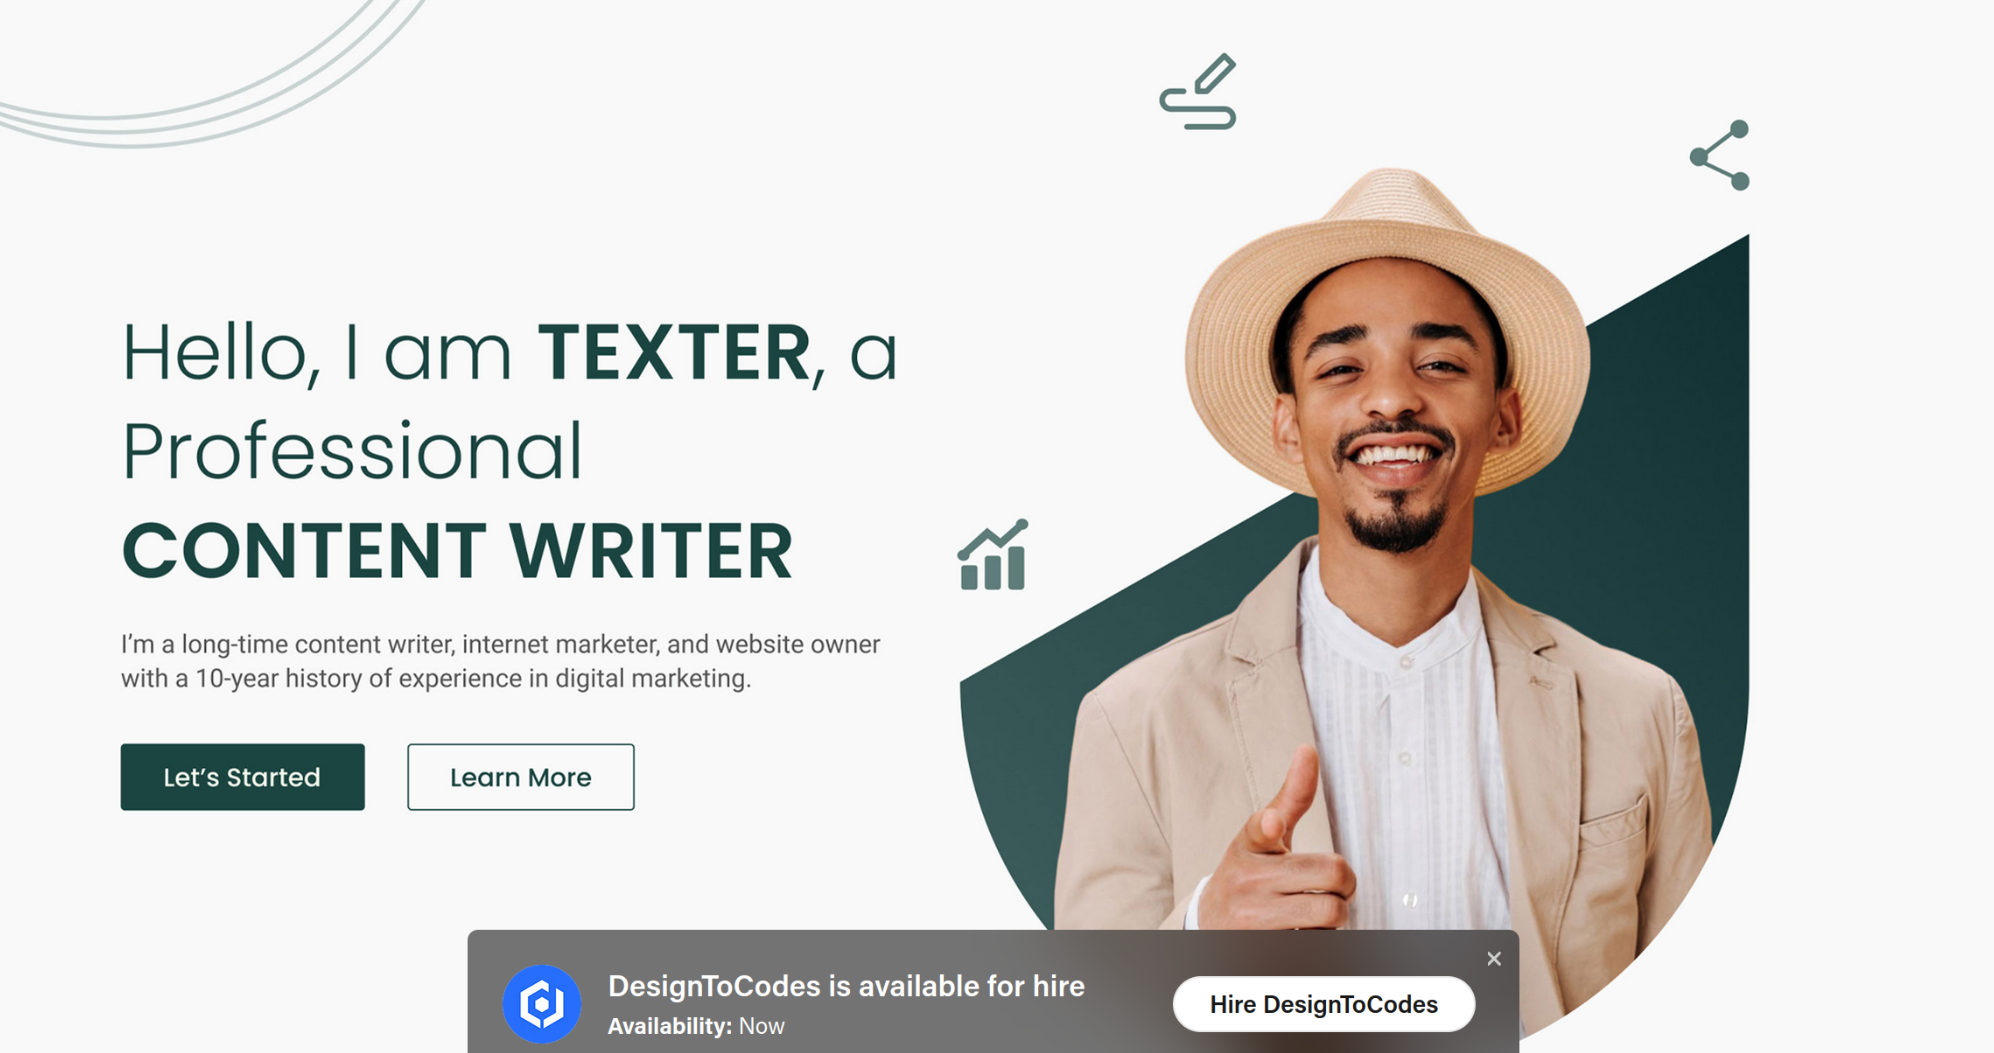 Hello, I am TEXTER, a
Professional
CONTENT WRITER
I’m a long-time content writer, internet marketer, and website owner
with a 10-year history of experience in digital marketing.
Let’s Started
Learn More
DesignToCodes is available for hire
Availability: Now
Hire DesignToCodes